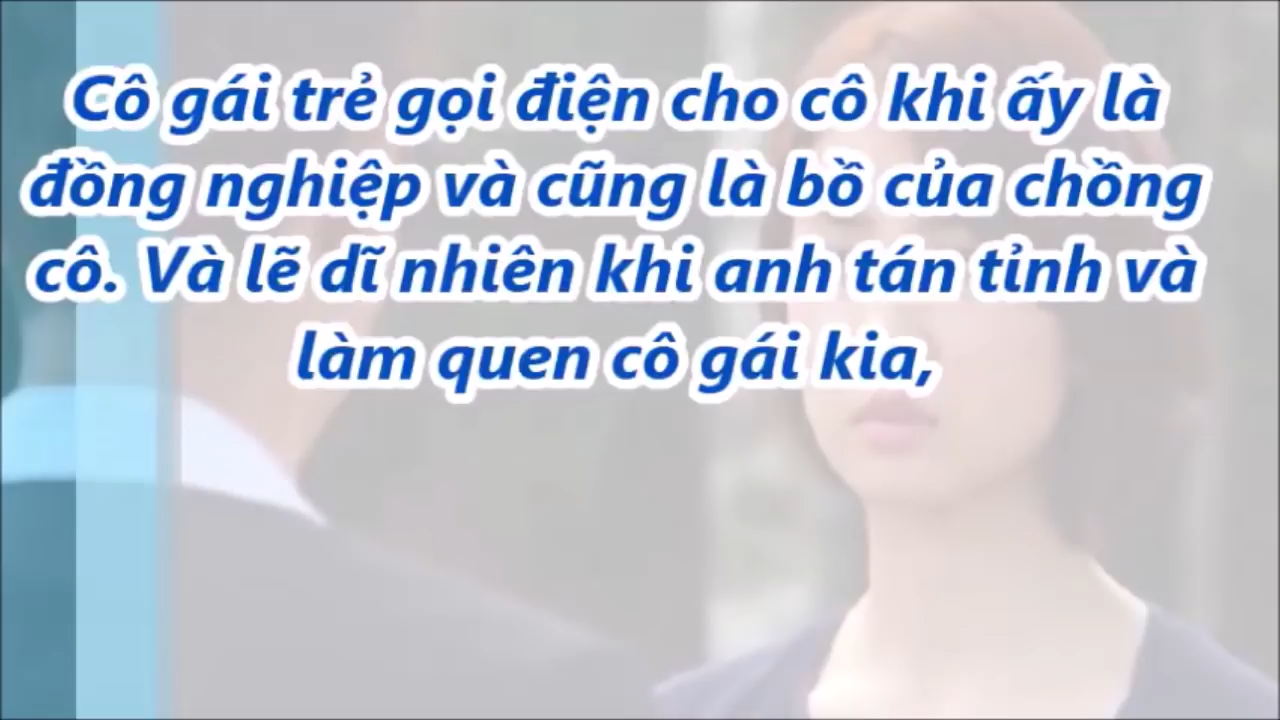 Cô gái trẻ gọi điện cho cô khi ấy là
đồng nghiệp và cũng là bồ của chồng
cô. Và lẽ dĩ nhiên khi anh tán tỉnh và
làm quen cô gái kia,